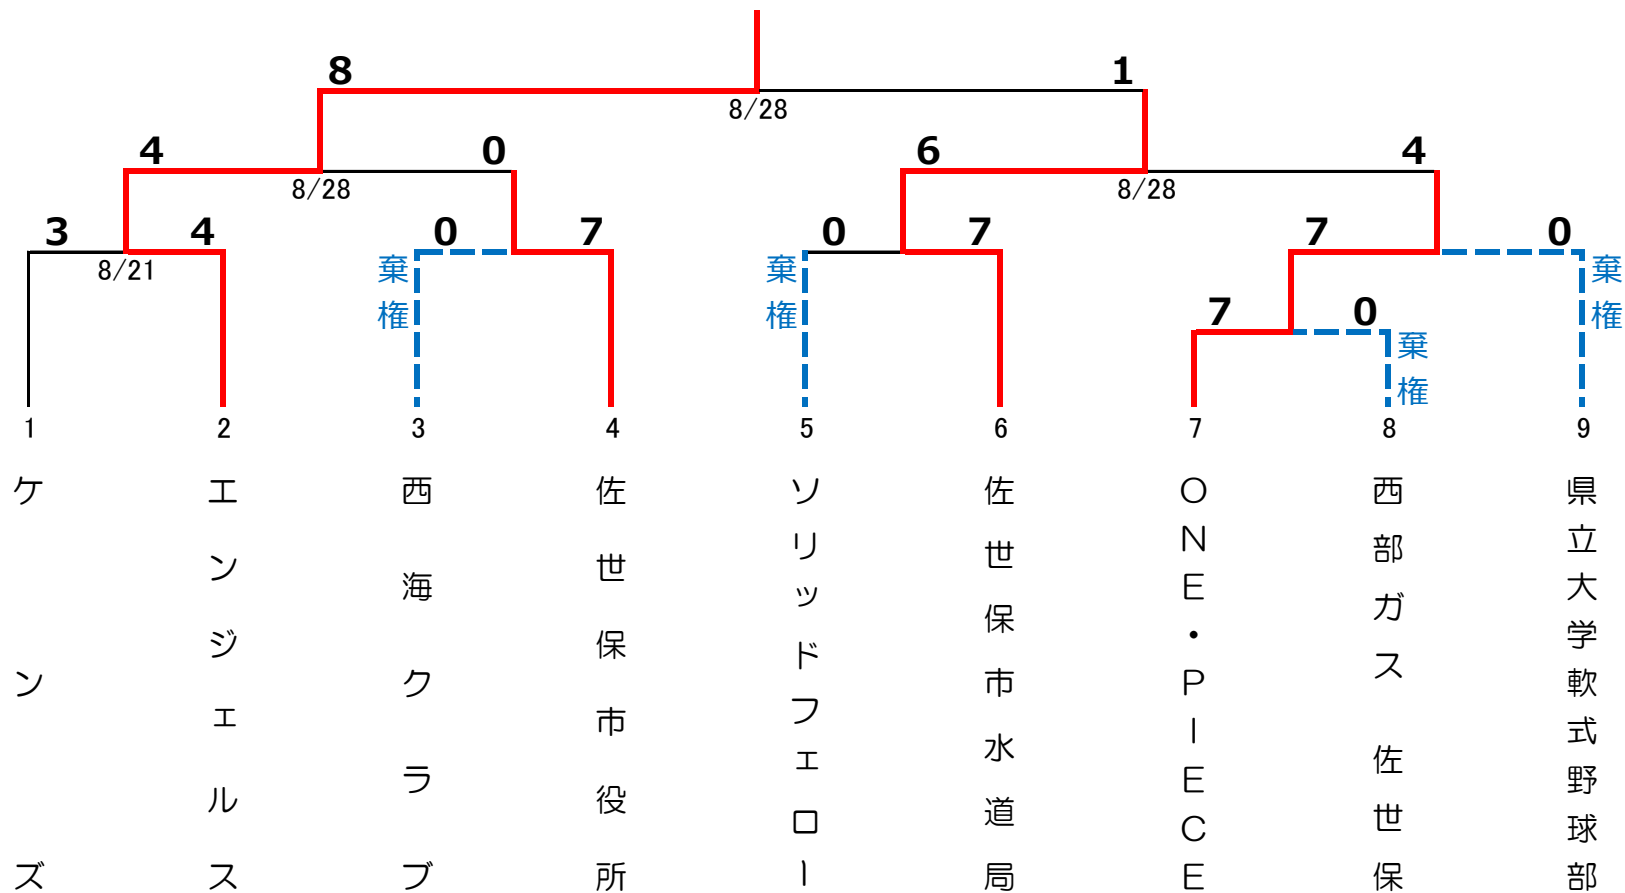 8 1
8/28
4 0 6 4
8/28 8/28
3 4 0 7 0 7 7 0
8/21
棄権 棄権 棄権
7 0
棄権
1 2 3 4 5 6 7 8 9
ケンズ
エンジェルス
西海クラブ
佐世保市役所
ソリッドフェロー
佐世保市水道局
ONE・PIECE
西部ガス 佐世保
県立大学軟式野球部